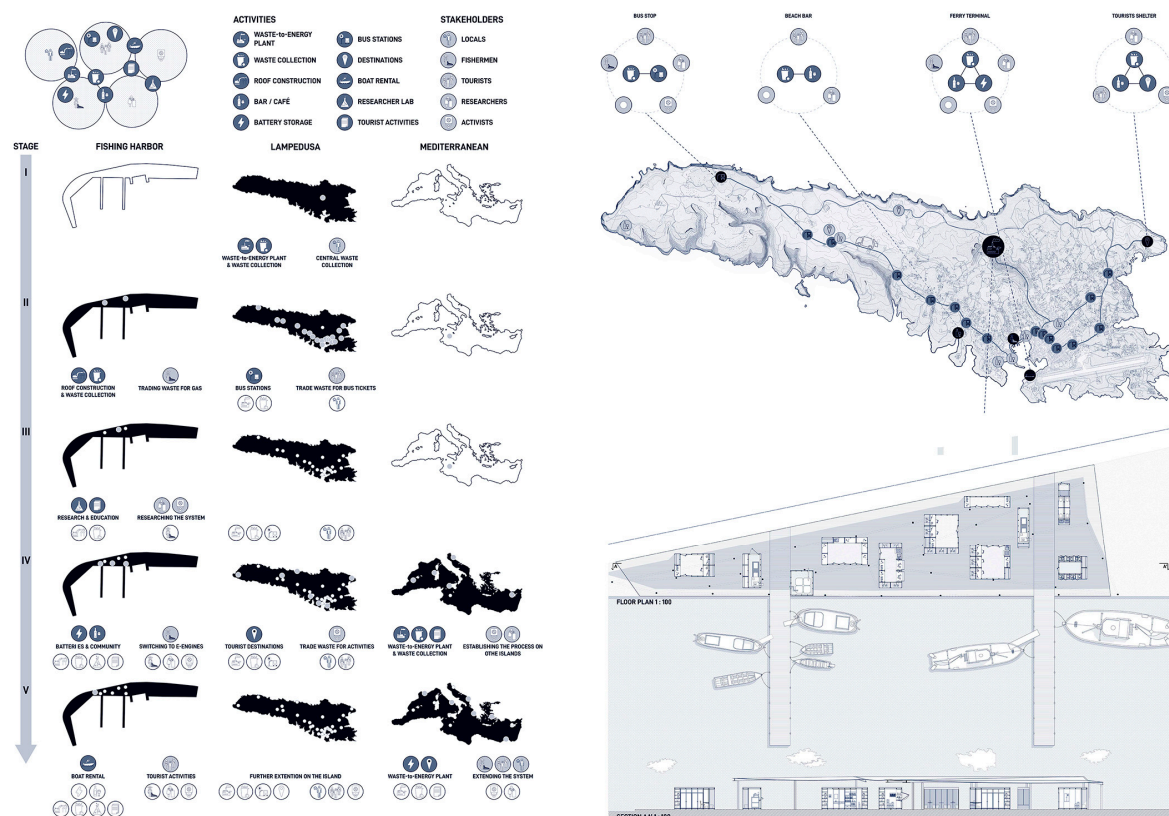 ACTIVITIES
WASTE-to-ENERGY
PLANT
WASTE COLLECTION
ROOF CONSTRUCTION
BAR / CAFÉ
BATTERY STORAGE
BUS STATIONS
DESTINATIONS
BOAT RENTAL
RESEARCHER LAB
TOURIST ACTIVITIES
STAKEHOLDERS
LOCALS
FISHERMEN
TOURISTS
RESEARCHERS
ACTIVISTS
STAGE
FISHING HARBOR
LAMPEDUSA
MEDITERRANEAN
I
WASTE-to-ENERGY PLANT
& WASTE COLLECTION
CENTRAL WASTE
COLLECTION
II
ROOF CONSTRUCTION
& WASTE COLLECTION
TRADING WASTE FOR GAS
BUS STATIONS
TRADE WASTE FOR BUS TICKETS
III
RESEARCH & EDUCATION
RESEARCHING THE SYSTEM
IV
BATTERI ES & COMMUNITY
SWITCHING TO E-ENGINES
TOURIST DESTINATIONS
TRADE WASTE FOR ACTIVITIES
WASTE-to-ENERGY PLANT
& WASTE COLLECTION
ESTABLISHING THE PROCESS ON
OTHE ISLANDS
V
BOAT RENTAL
TOURIST ACTIVITIES
FURTHER EXTENTION ON THE ISLAND
WASTE-to-ENERGY PLANT
EXTENDING THE SYSTEM
BUS STOP
BEACH BAR
FERRY TERMINAL
TOURISTS SHELTER
FLOOR PLAN 1 : 100